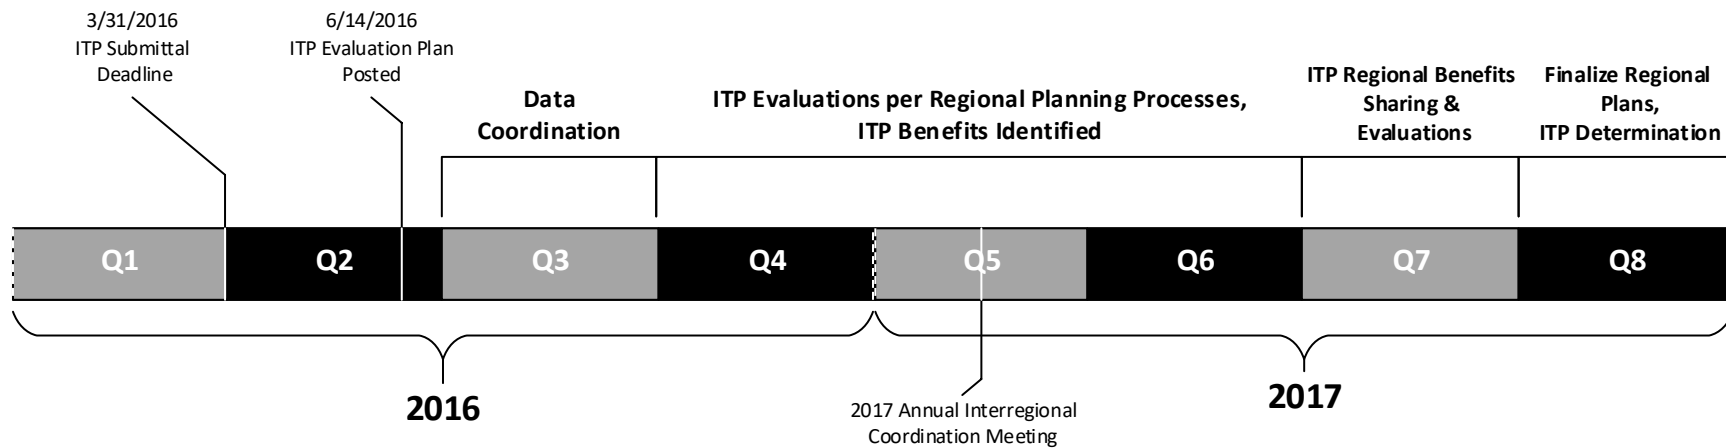 3/31/2016
ITP Submittal
Deadline
6/14/2016
ITP Evaluation Plan
Posted
Data
Coordination
ITP Evaluations per Regional Planning Processes,
ITP Benefits Identified
ITP Regional Benefits
Sharing &
Evaluations
Finalize Regional
Plans,
ITP Determination
Q1
Q2
Q3
Q4
Q5
Q6
Q7
Q8
2016
2017 Annual Interregional
Coordination Meeting
2017